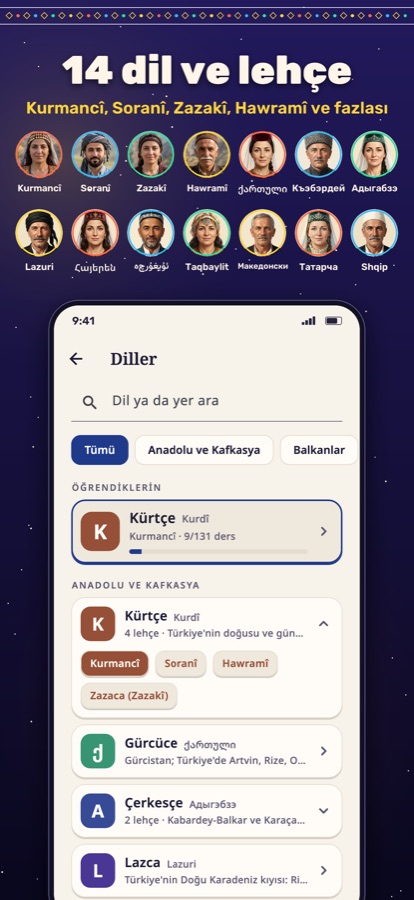 14 dil ve lehçe
Kurmancî, Soranî, Zazakî, Hawramî ve fazlası
Kurmancî Soranî Zazakî Hawramî ქართული Къэбэрдей Адыгабзэ
Lazuri Հայերեն ئۇيغۇرچە Taqbaylit Македонски Татарча Shqip
9:41
Diller
Dil ya da yer ara
Tümü Anadolu ve Kafkasya Balkanlar
ÖĞRENDİKLERİN
K Kürtçe Kurdî
Kurmancî · 9/131 ders
ANADOLU VE KAFKASYA
K Kürtçe Kurdî
4 lehçe · Türkiye'nin doğusu ve gün...
Kurmancî Soranî Hawramî
Zazaca (Zazakî)
ქ Gürcüce ქართული
Gürcistan; Türkiye'de Artvin, Rize, O...
А Çerkesçe Адыгэбзэ
2 lehçe · Kabardey-Balkar ve Karaça...
L Lazca Lazuri
Türkiye'nin Doğu Karadeniz kıyısı: Ri...